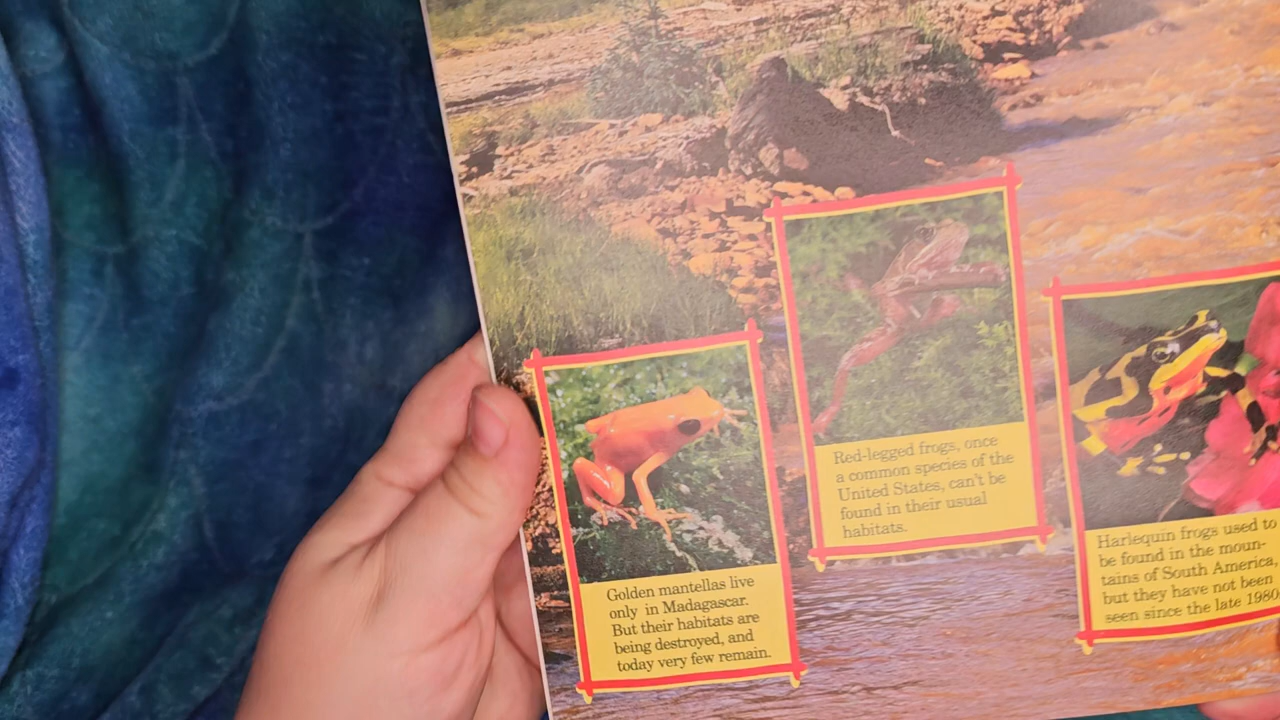 Golden mantellas live
only in Madagascar.
But their habitats are
being destroyed, and
today very few remain.
Red-legged frogs, once
a common species of the
United States, can't be
found in their usual
habitats.
Harlequin frogs used to
be found in the moun-
tains of South America,
but they have not been
seen since the late 1980